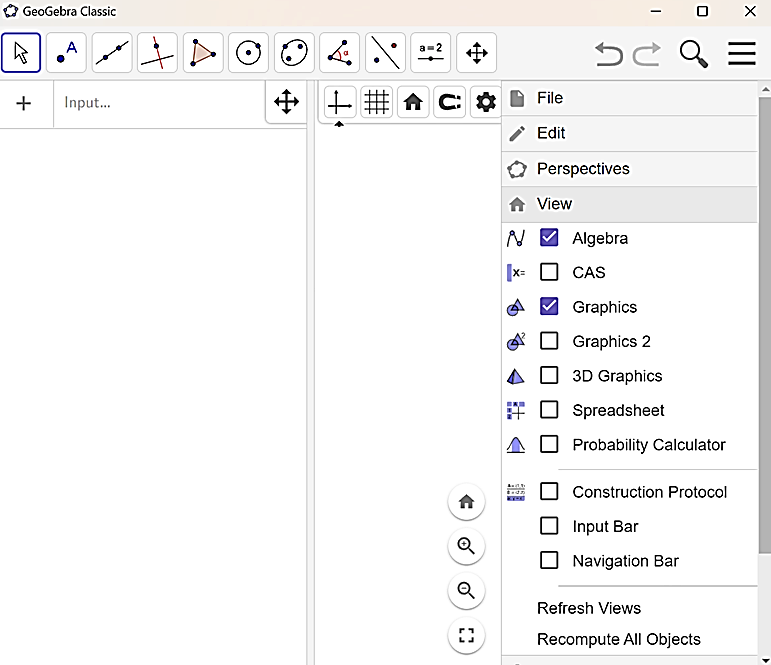 GeoGebra Classic
A
α
a=2
+
Input...
File
Edit
Perspectives
View
Algebra
x=
CAS
Graphics
2
Graphics 2
3D Graphics
Spreadsheet
Probability Calculator
Construction Protocol
Input Bar
Navigation Bar
Refresh Views
Recompute All Objects